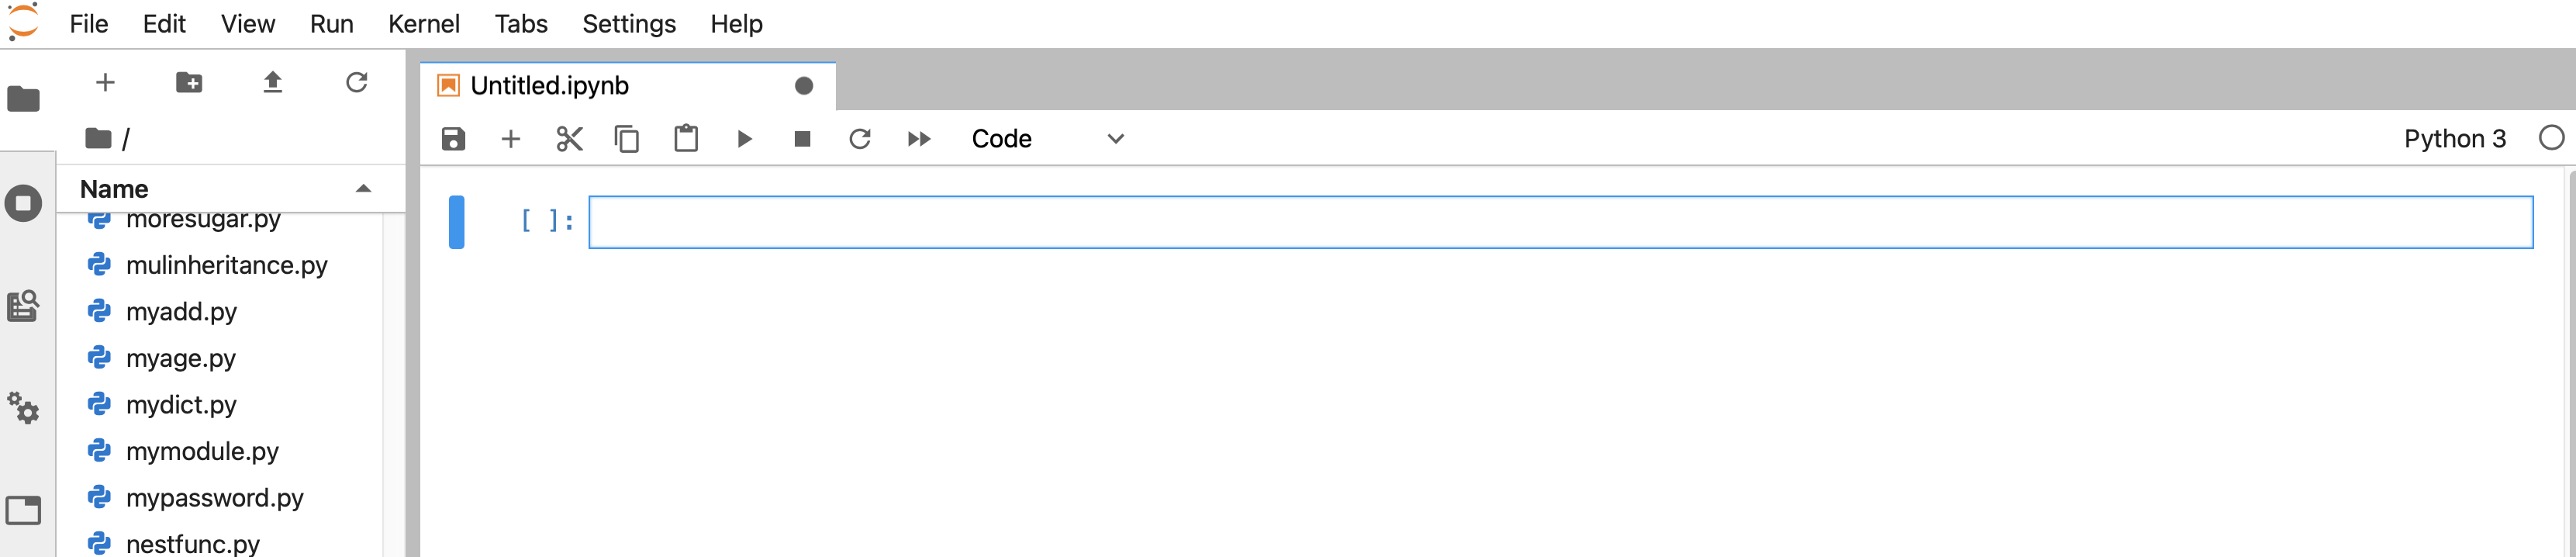 File Edit View Run Kernel Tabs Settings Help
Untitled.ipynb
/
Code
Python 3
Name
moresugar.py
mulinheritance.py
myadd.py
myage.py
mydict.py
mymodule.py
mypassword.py
nestfunc.py
[ ]: